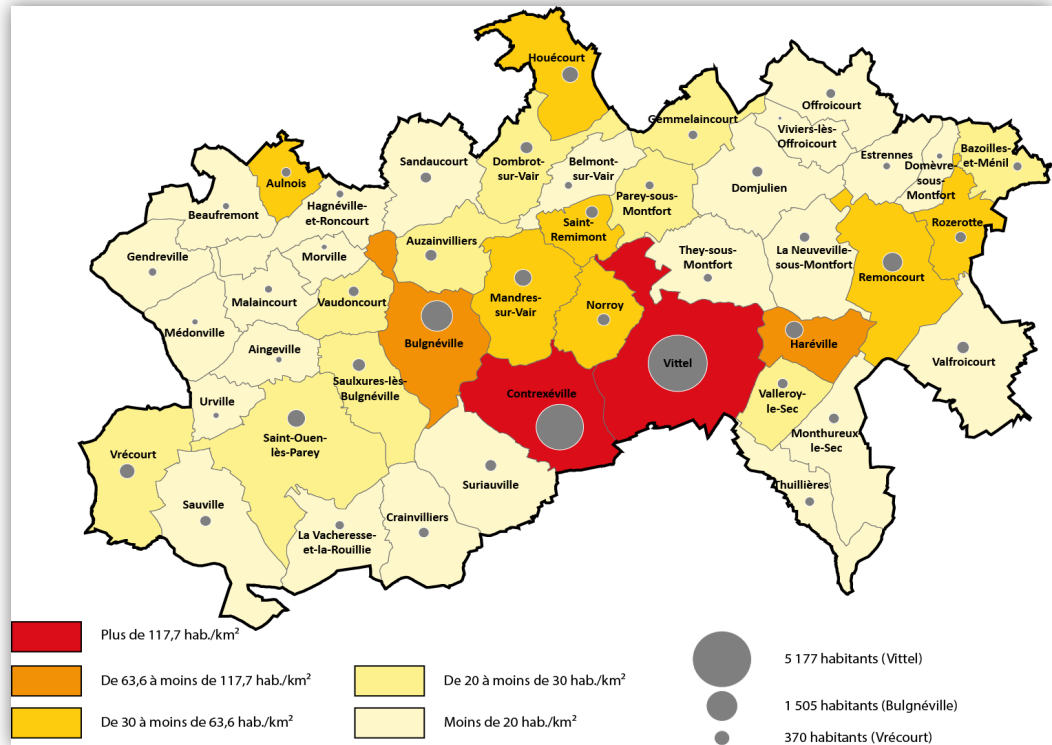 Houécourt
Offroicourt
Gemmelaincourt
Viviers-lès-
Offroicourt
Bazoilles-
et-Ménil
Estrennes
Domèvre-
sous-
Montfort
Sandaucourt
Dombrot-
sur-Vair
Belmont-
sur-Vair
Domjulien
Aulnois
Hagnéville-
et-Roncourt
Beaufremont
Parey-sous-
Montfort
Saint-
Remimont
Rozerotte
Gendreville
Morville
Auzainvilliers
They-sous-
Montfort
La Neuveville-
sous-Montfort
Remoncourt
Malaincourt
Vaudoncourt
Mandres-
sur-Vair
Norroy
Médonville
Aingeville
Bulgnéville
Haréville
Valfroicourt
Vittel
Saulxures-lès-
Bulgnéville
Contrexéville
Valleroy-
le-Sec
Urville
Saint-Ouen-
lès-Parey
Monthureux-
le-Sec
Vrécourt
Suriauville
Thuillières
Sauville
La Vacheresse-
et-la-Rouillie
Crainvilliers
Plus de 117,7 hab./km²
De 63,6 à moins de 117,7 hab./km²
De 30 à moins de 63,6 hab./km²
De 20 à moins de 30 hab./km²
Moins de 20 hab./km²
5 177 habitants (Vittel)
1 505 habitants (Bulgnéville)
370 habitants (Vrécourt)